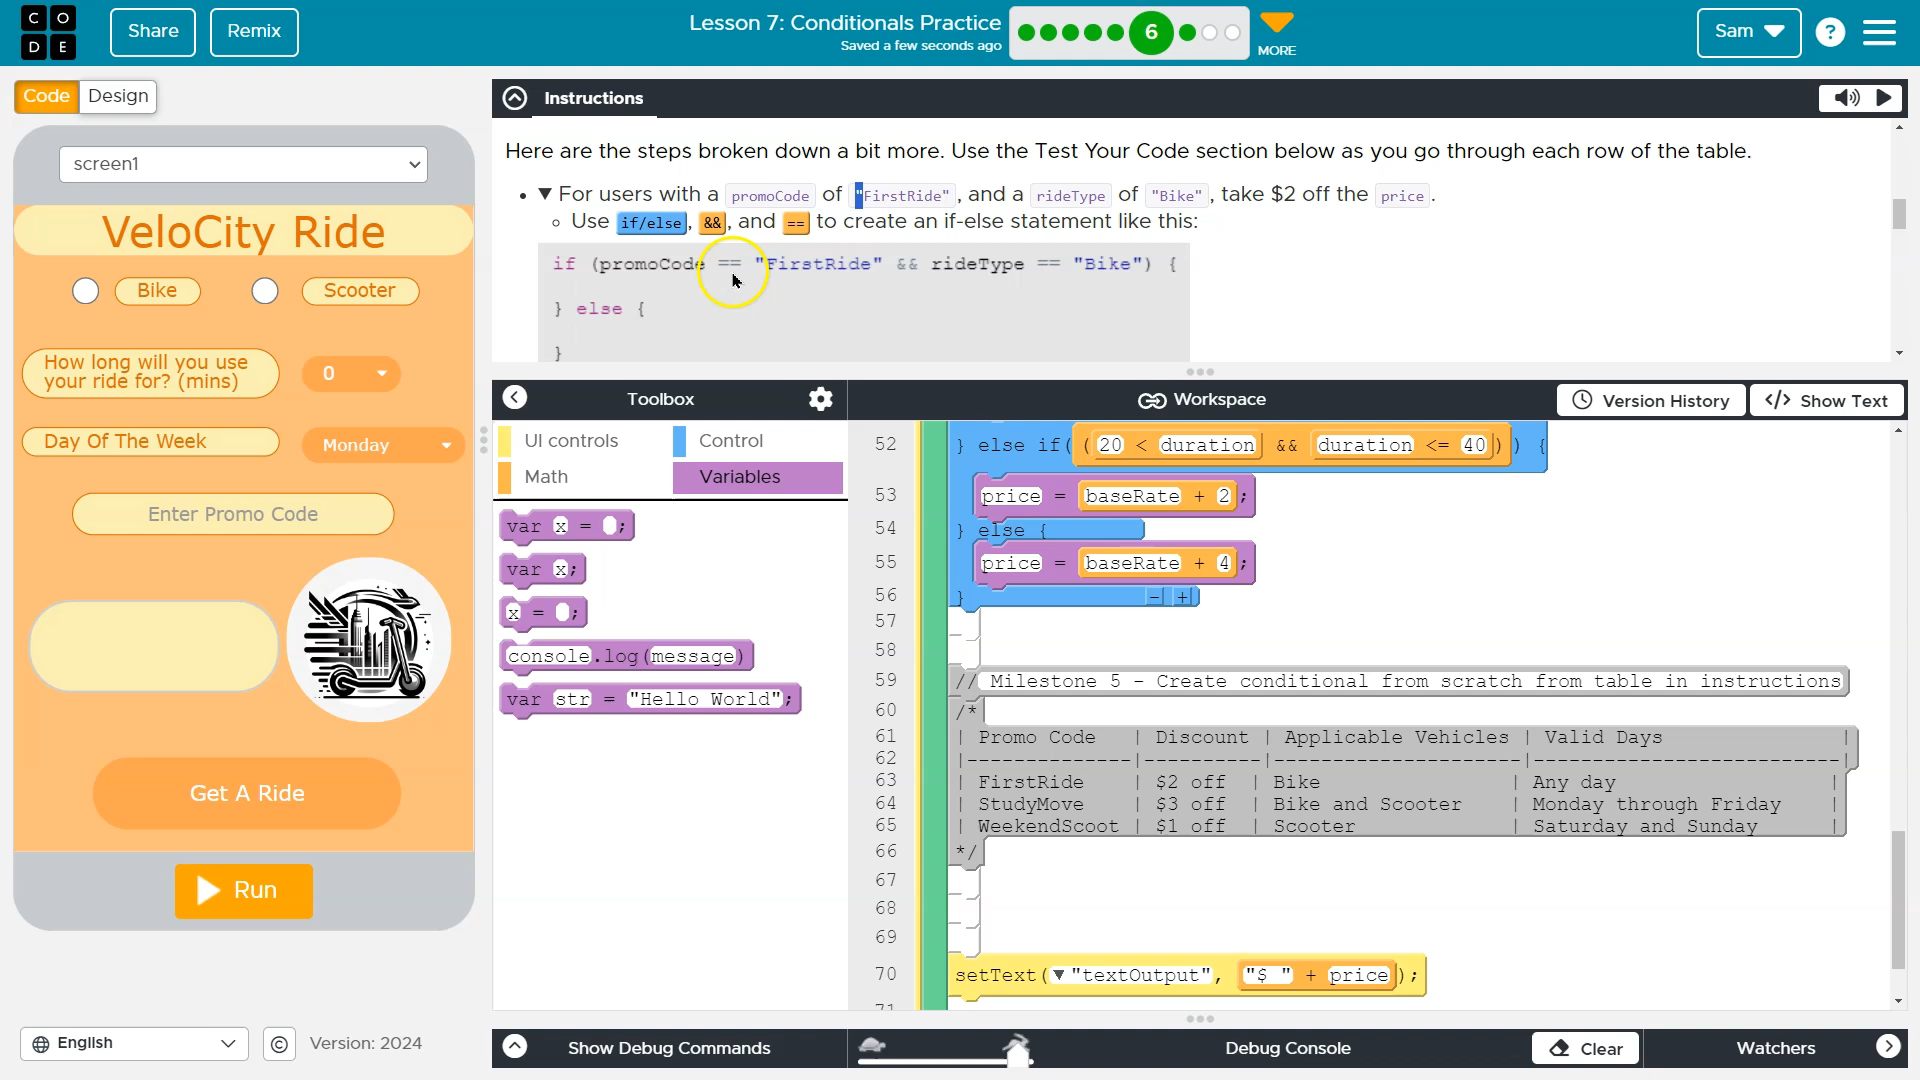 C O D E
Share
Remix
Lesson 7: Conditionals Practice
Saved a few seconds ago
6
MORE
Sam
?
Code
Design
Instructions
screen1
VeloCity Ride
Bike
Scooter
How long will you use
your ride for? (mins)
0
Day Of The Week
Monday
Enter Promo Code
Get A Ride
Run
English
©
Version: 2024
Here are the steps broken down a bit more. Use the Test Your Code section below as you go through each row of the table.
For users with a promoCode of "FirstRide", and a rideType of "Bike", take $2 off the price.
Use if/else, &&, and == to create an if-else statement like this:
if (promoCode == "FirstRide" && rideType == "Bike") {
} else {
}
Toolbox
Workspace
Version History
</> Show Text
UI controls
Control
Math
Variables
var x = ;
var x;
x = ;
console.log(message)
var str = "Hello World";
52 } else if( ( 20 < duration && duration <= 40 ) ) {
53 price = baseRate + 2;
54 } else {
55 price = baseRate + 4;
56 } - +
57
58
59 // Milestone 5 - Create conditional from scratch from table in instructions
60 /*
61 | Promo Code | Discount | Applicable Vehicles | Valid Days |
62 |--------------|----------|---------------------|--------------------------|
63 | FirstRide | $2 off | Bike | Any day |
64 | StudyMove | $3 off | Bike and Scooter | Monday through Friday |
65 | WeekendScoot | $1 off | Scooter | Saturday and Sunday |
66 */
67
68
69
70 setText(▼"textOutput", "$ " + price);
71
Show Debug Commands
Debug Console
Clear
Watchers